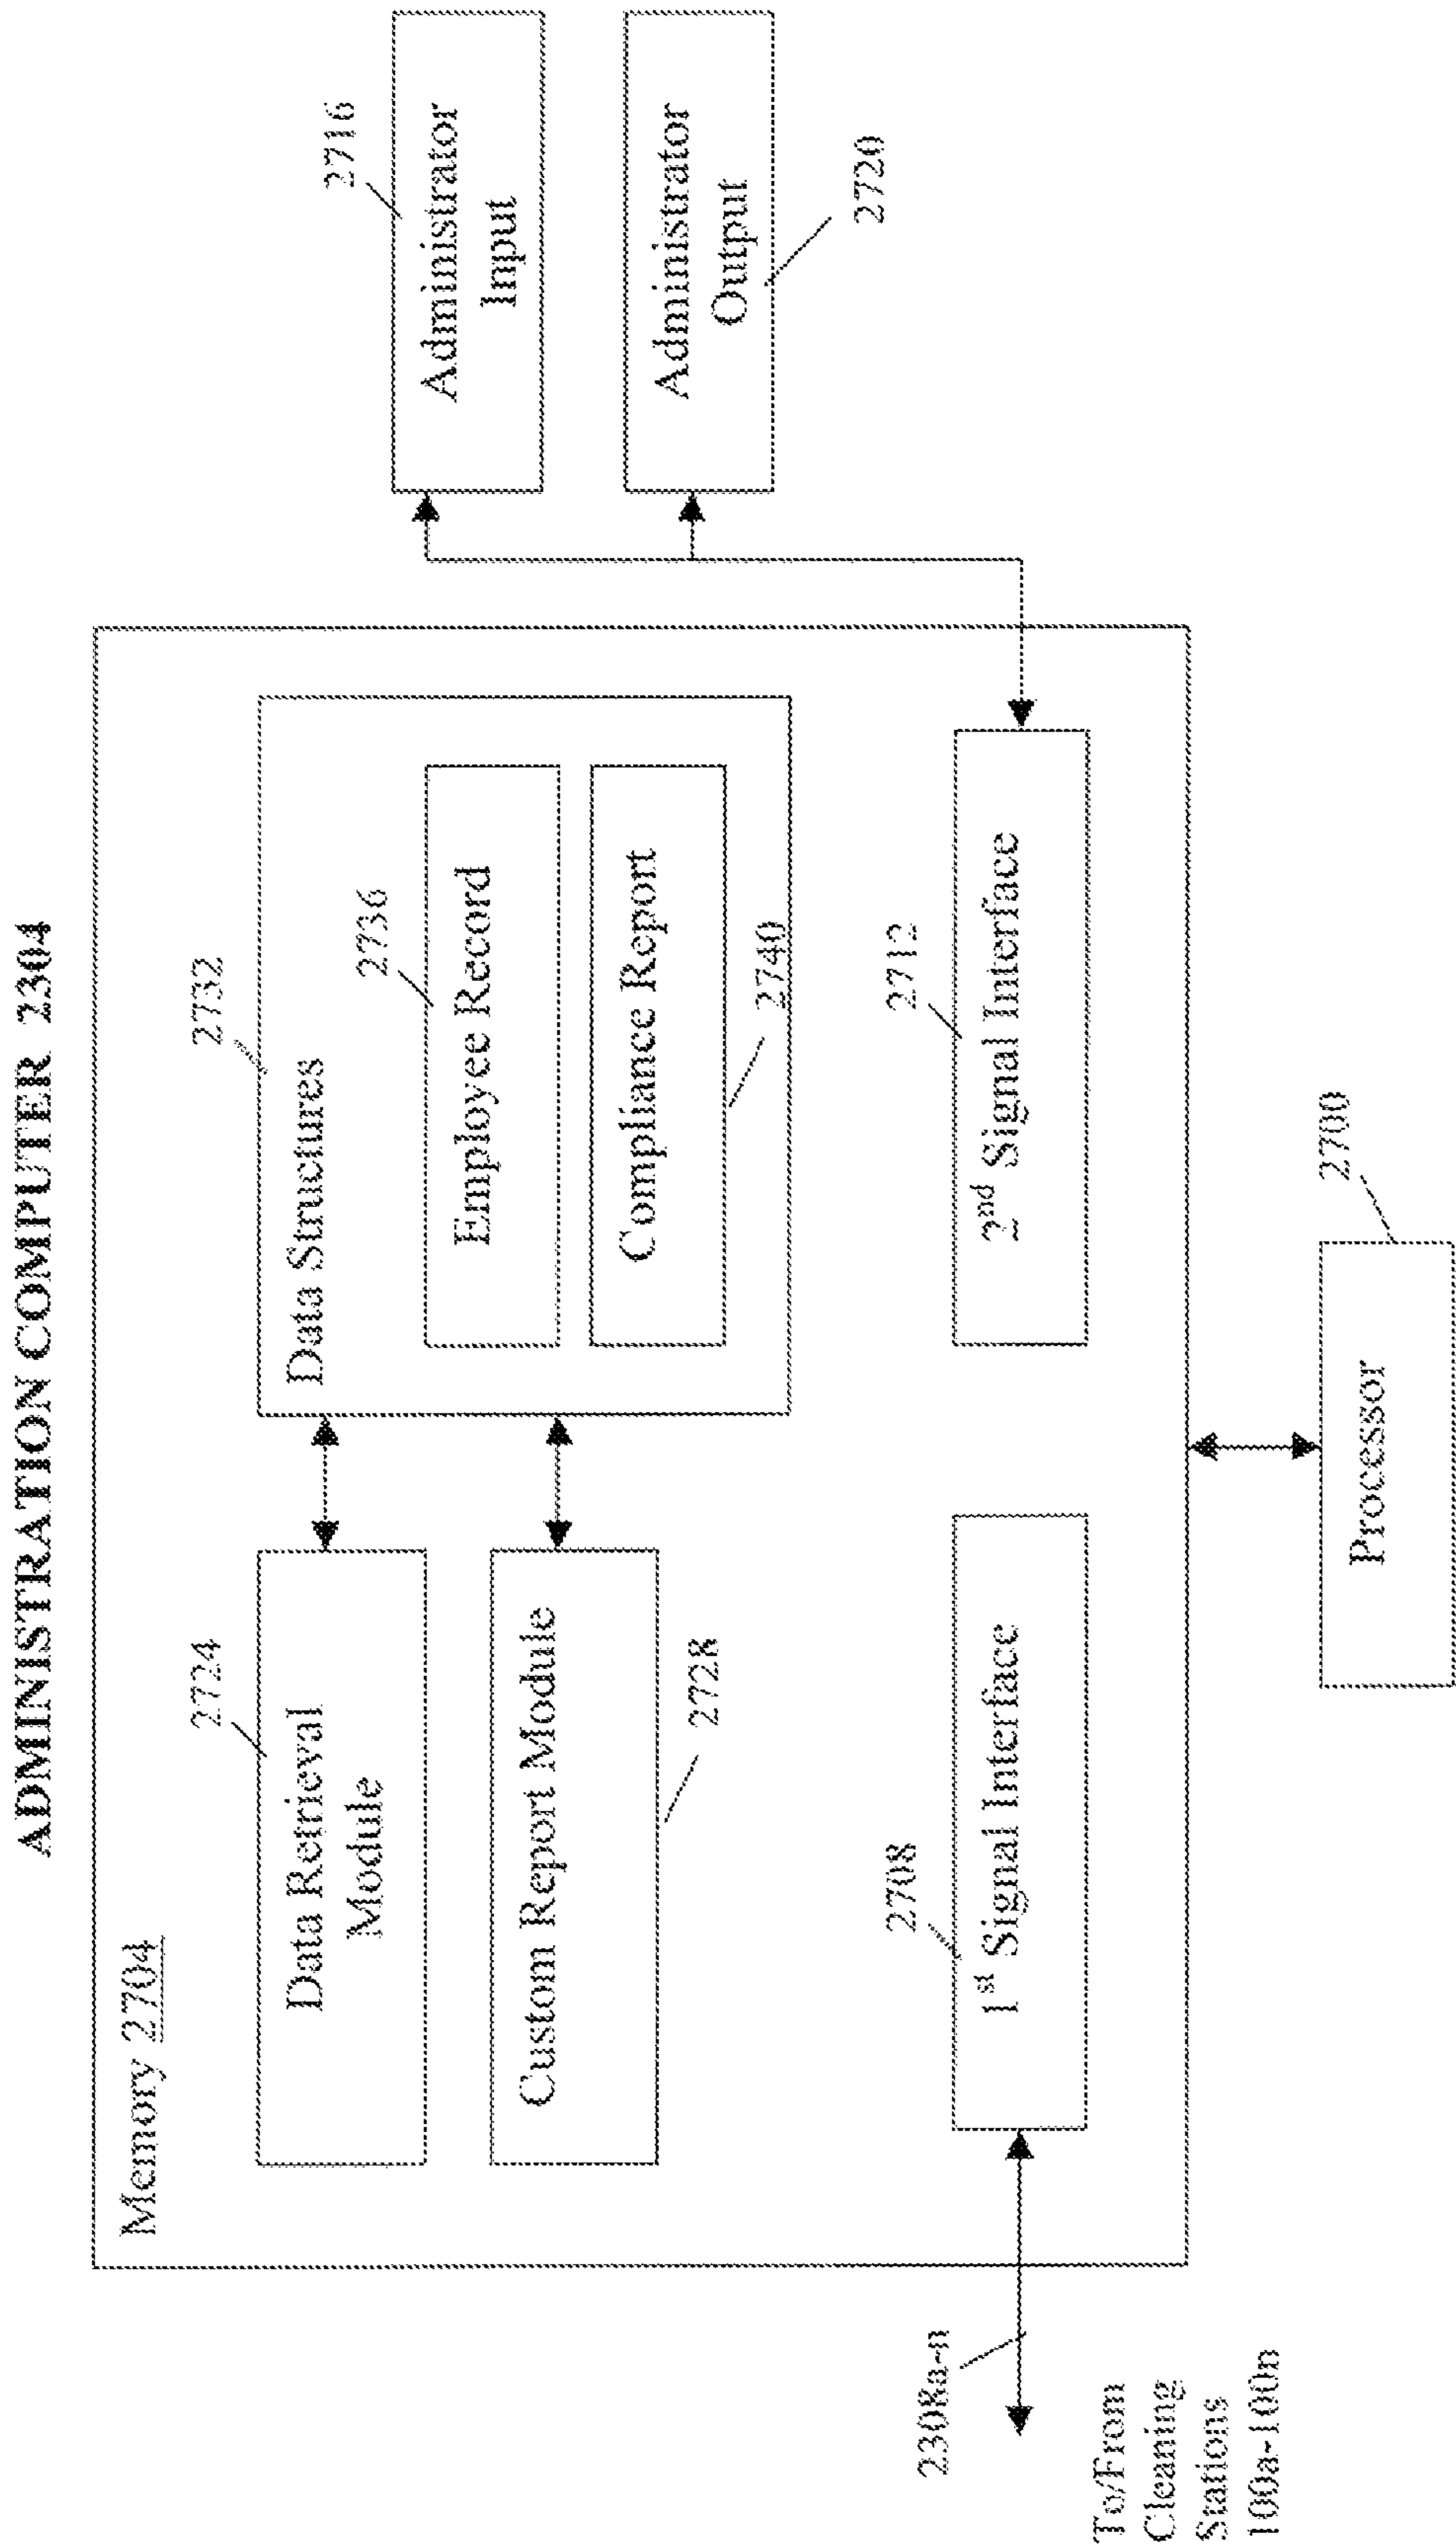 ADMINISTRATION COMPUTER 2304
Memory 2704
2724
Data Retrieval
Module
Custom Report Module
2728
2732
Data Structures
2736
Employee Record
Compliance Report
2740
2716
Administrator
Input
Administrator
Output
2720
2308a-n
To/From
Cleaning
Stations
100a-100n
2708
1st Signal Interface
2712
2nd Signal Interface
2700
Processor